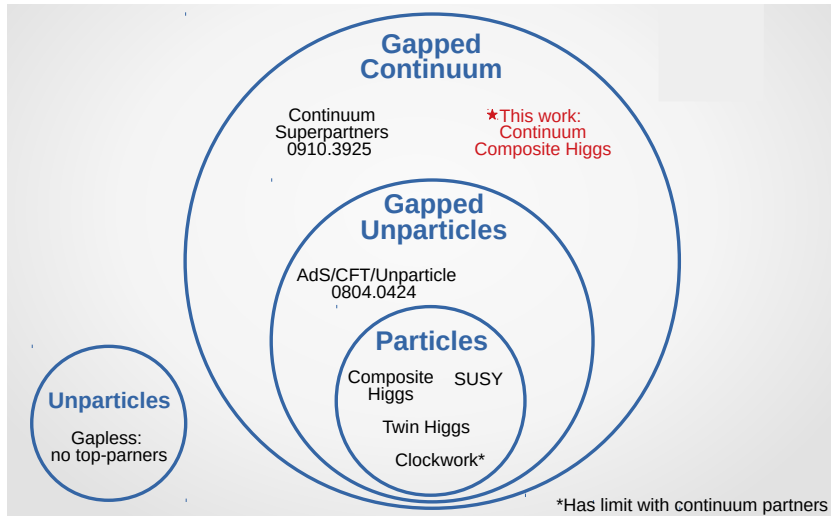 Gapped
Continuum
Continuum
Superpartners
0910.3925
★This work:
Continuum
Composite Higgs
Gapped
Unparticles
AdS/CFT/Unparticle
0804.0424
Particles
Composite
Higgs
SUSY
Twin Higgs
Clockwork*
Unparticles
Gapless:
no top-parners
*Has limit with continuum partners